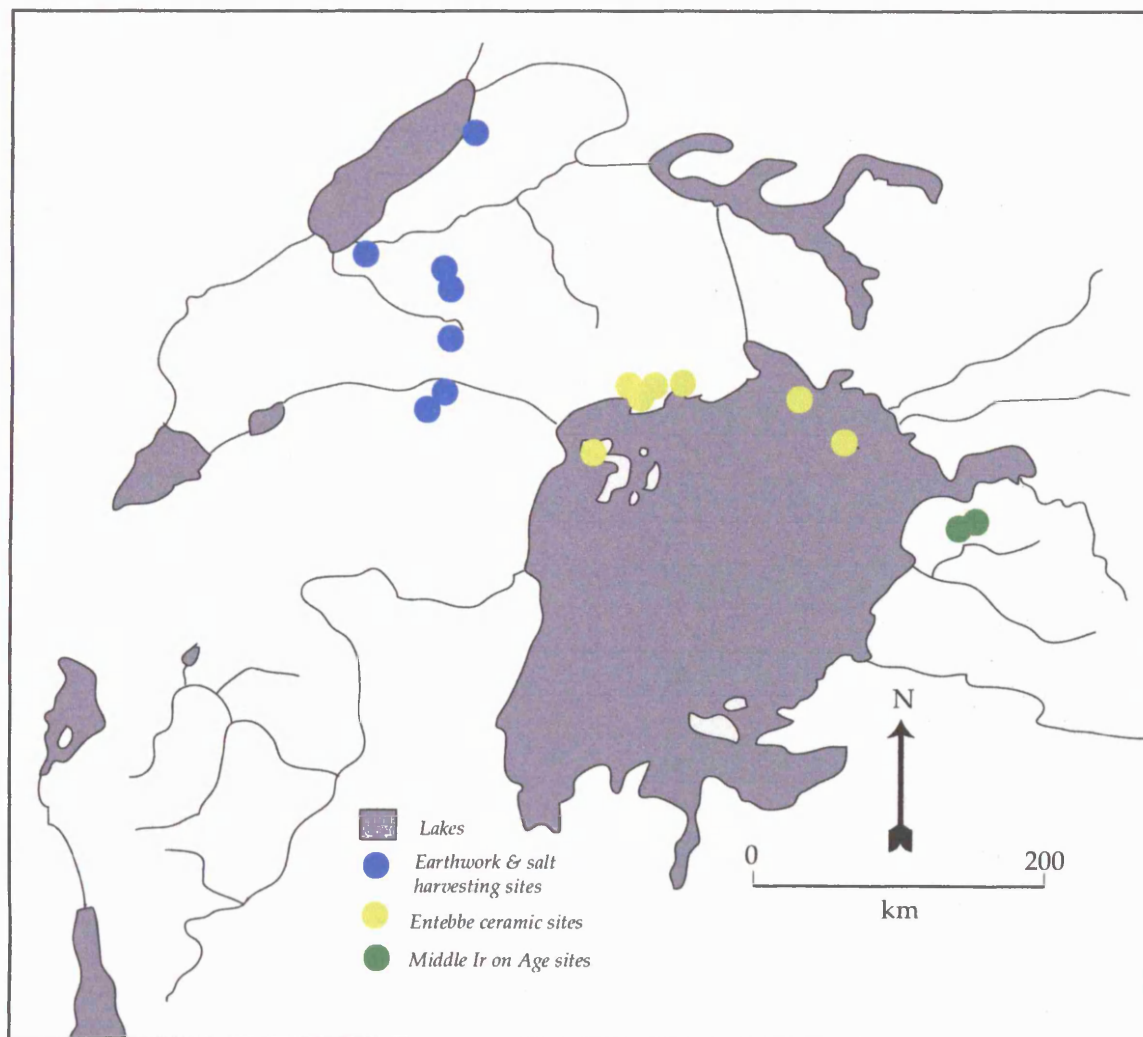 N
0 200
km
Lakes
Earthwork & salt
harvesting sites
Entebbe ceramic sites
Middle Ir on Age sites